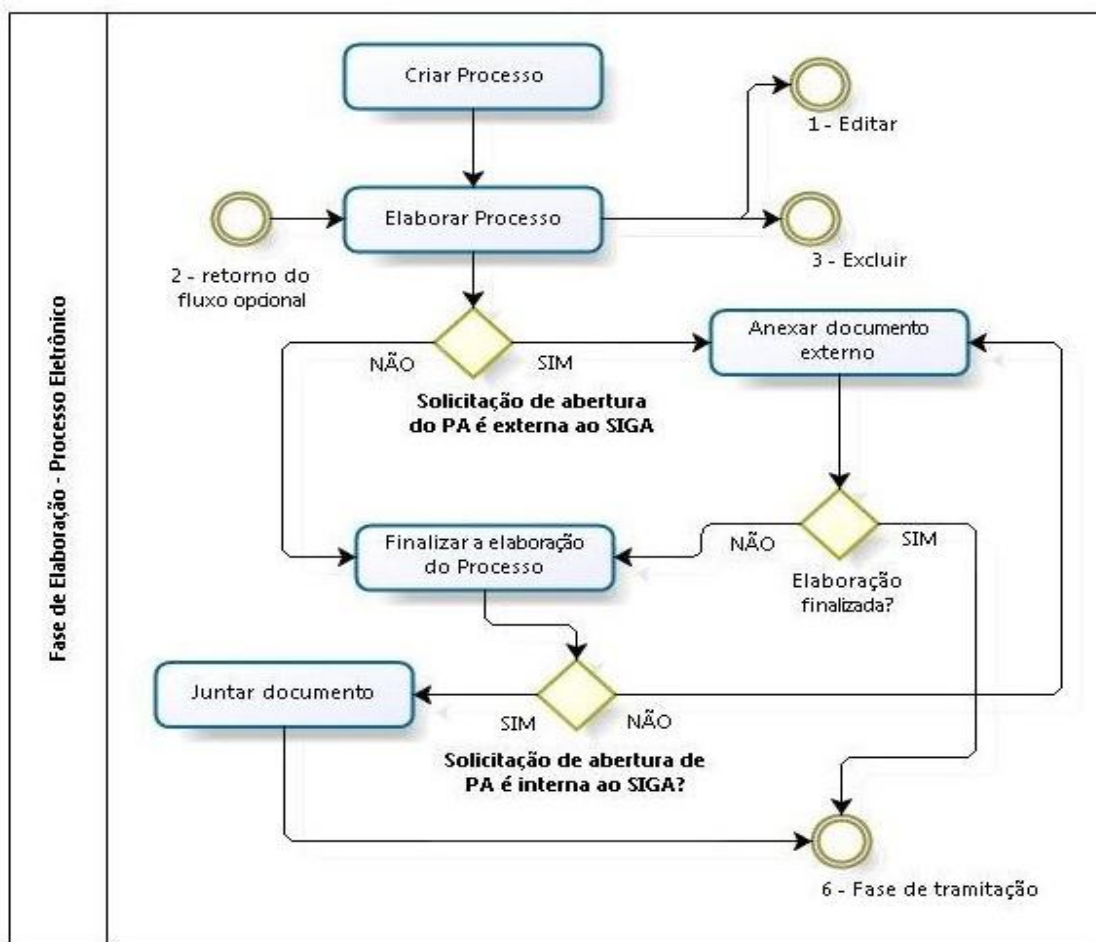 Fase de Elaboração - Processo Eletrônico
Criar Processo
1 - Editar
Elaborar Processo
2 - retorno do
fluxo opcional
3 - Excluir
NÃO
SIM
Solicitação de abertura
do PA é externa ao SIGA
Anexar documento
externo
Finalizar a elaboração
do Processo
NÃO
SIM
Elaboração
finalizada?
Juntar documento
SIM
NÃO
Solicitação de abertura de
PA é interna ao SIGA?
6 - Fase de tramitação